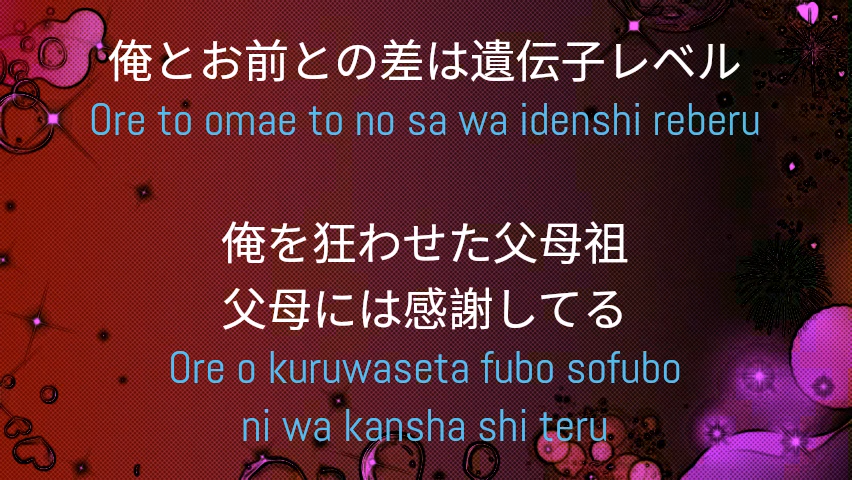 俺とお前との差は遺伝子レベル
Ore to omae to no sa wa idenshi reberu
俺を狂わせた父母祖
父母には感謝してる
Ore o kuruwaseta fubo sofubo
ni wa kansha shi teru